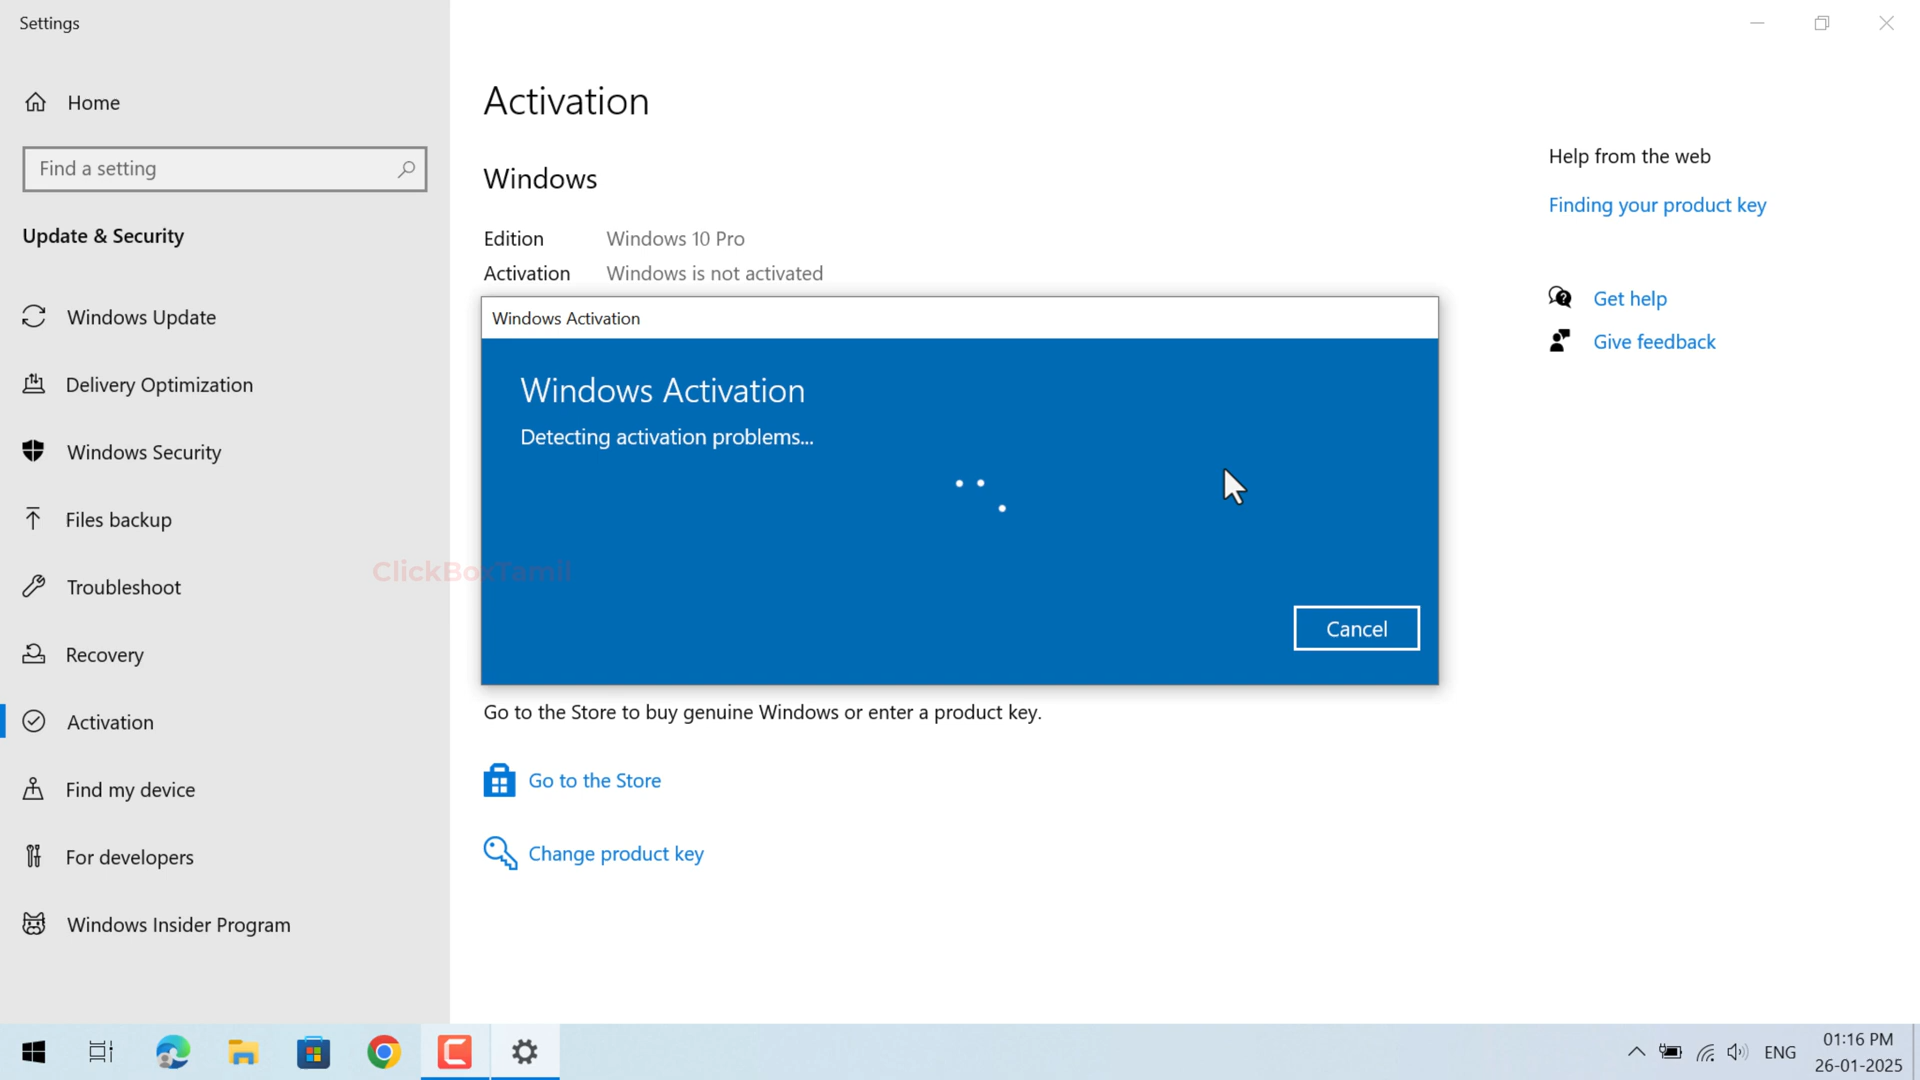 Settings
Home
Find a setting
Update & Security
Windows Update
Delivery Optimization
Windows Security
Files backup
Troubleshoot
Recovery
Activation
Find my device
For developers
Windows Insider Program
Activation
Windows
Edition Windows 10 Pro
Activation Windows is not activated
Windows Activation
Windows Activation
Detecting activation problems...
Cancel
ClickBoxTamil
Go to the Store to buy genuine Windows or enter a product key.
Go to the Store
Change product key
Help from the web
Finding your product key
Get help
Give feedback
ENG
01:16 PM
26-01-2025